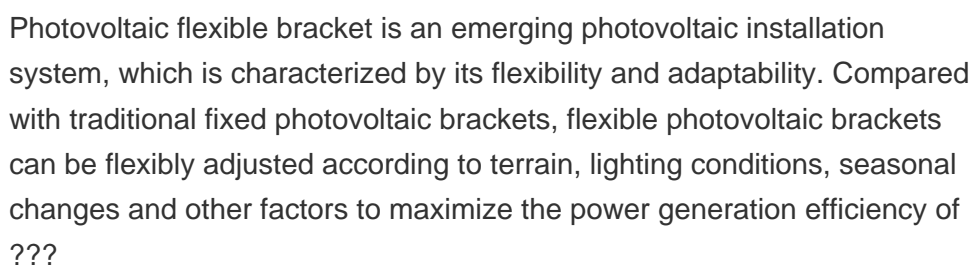 Photovoltaic flexible bracket is an emerging photovoltaic installation
system, which is characterized by its flexibility and adaptability. Compared
with traditional fixed photovoltaic brackets, flexible photovoltaic brackets
can be flexibly adjusted according to terrain, lighting conditions, seasonal
changes and other factors to maximize the power generation efficiency of
???